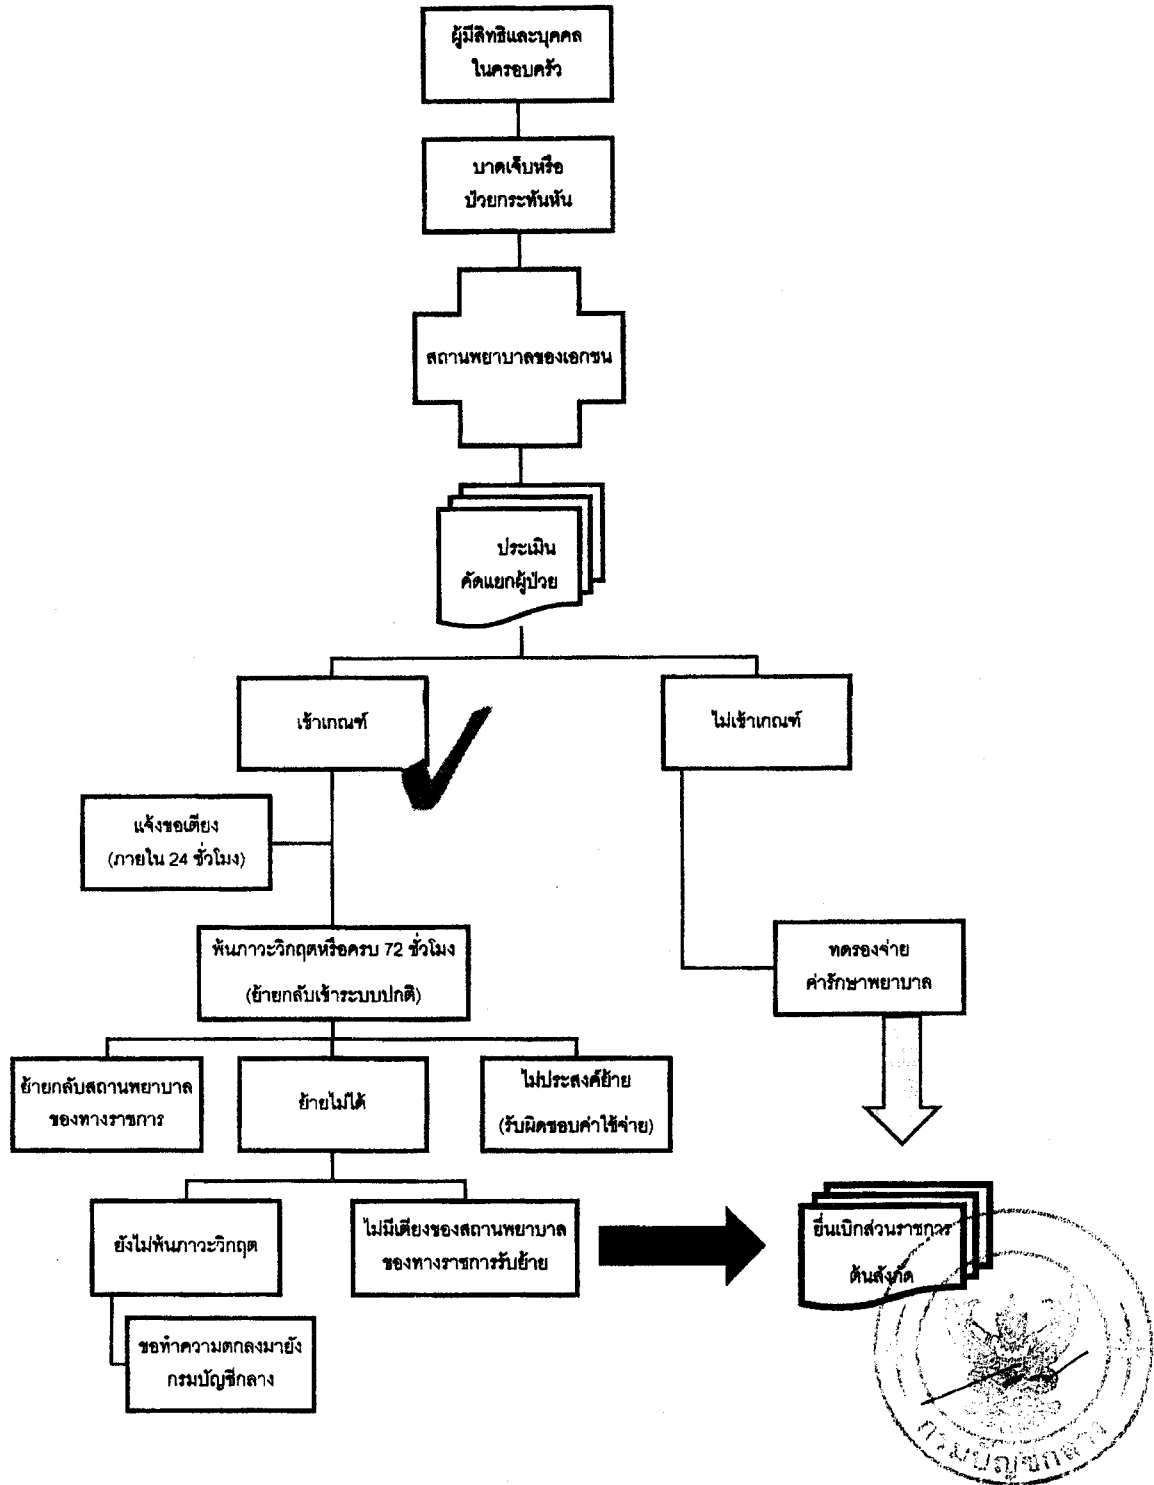 ผู้มีสิทธิและบุคคล
ในครอบครัว
บาดเจ็บหรือ
ป่วยกระทันหัน
สถานพยาบาลของเอกชน
ประเมิน
คัดแยกผู้ป่วย
เข้าเกณฑ์
ไม่เข้าเกณฑ์
แจ้งขอเตียง
(ภายใน 24 ชั่วโมง)
พ้นภาวะวิกฤตหรือครบ 72 ชั่วโมง
(ย้ายกลับเข้าระบบปกติ)
ทดรองจ่าย
ค่ารักษาพยาบาล
ย้ายกลับสถานพยาบาล
ของทางราชการ
ย้ายไม่ได้
ไม่ประสงค์ย้าย
(รับผิดชอบค่าใช้จ่าย)
ยังไม่พ้นภาวะวิกฤต
ไม่มีเตียงของสถานพยาบาล
ของทางราชการรับย้าย
ยื่นเบิกส่วนราชการ
ต้นสังกัด
ขอทำความตกลงมายัง
กรมบัญชีกลาง
กรมบัญชีกลาง